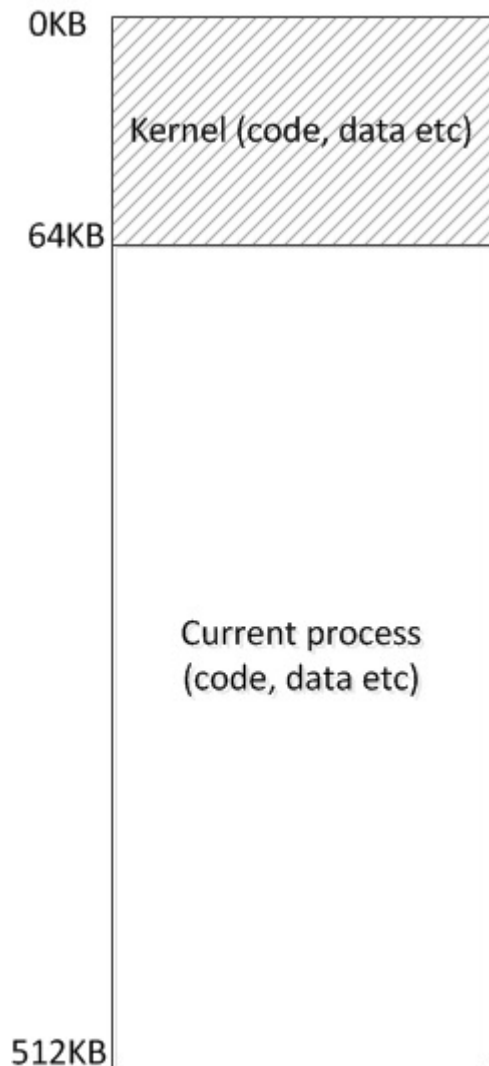 0KB
Kernel (code, data etc)
64KB
Current process
(code, data etc)
512KB